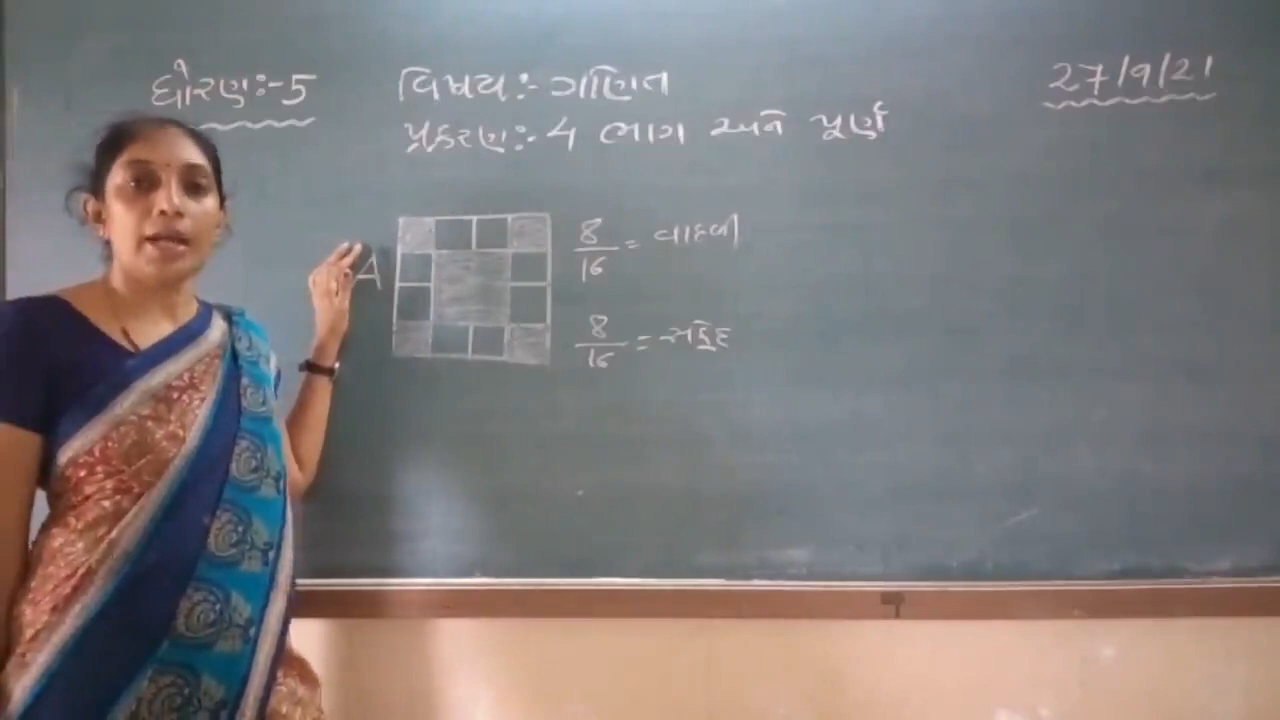 ધોરણ:-5 વિષય:- ગણિત 27/9/21
પ્રકરણ:- 4 ભાગ અને પૂર્ણ
A
8/16 = વાદળી
8/16 = સફેદ